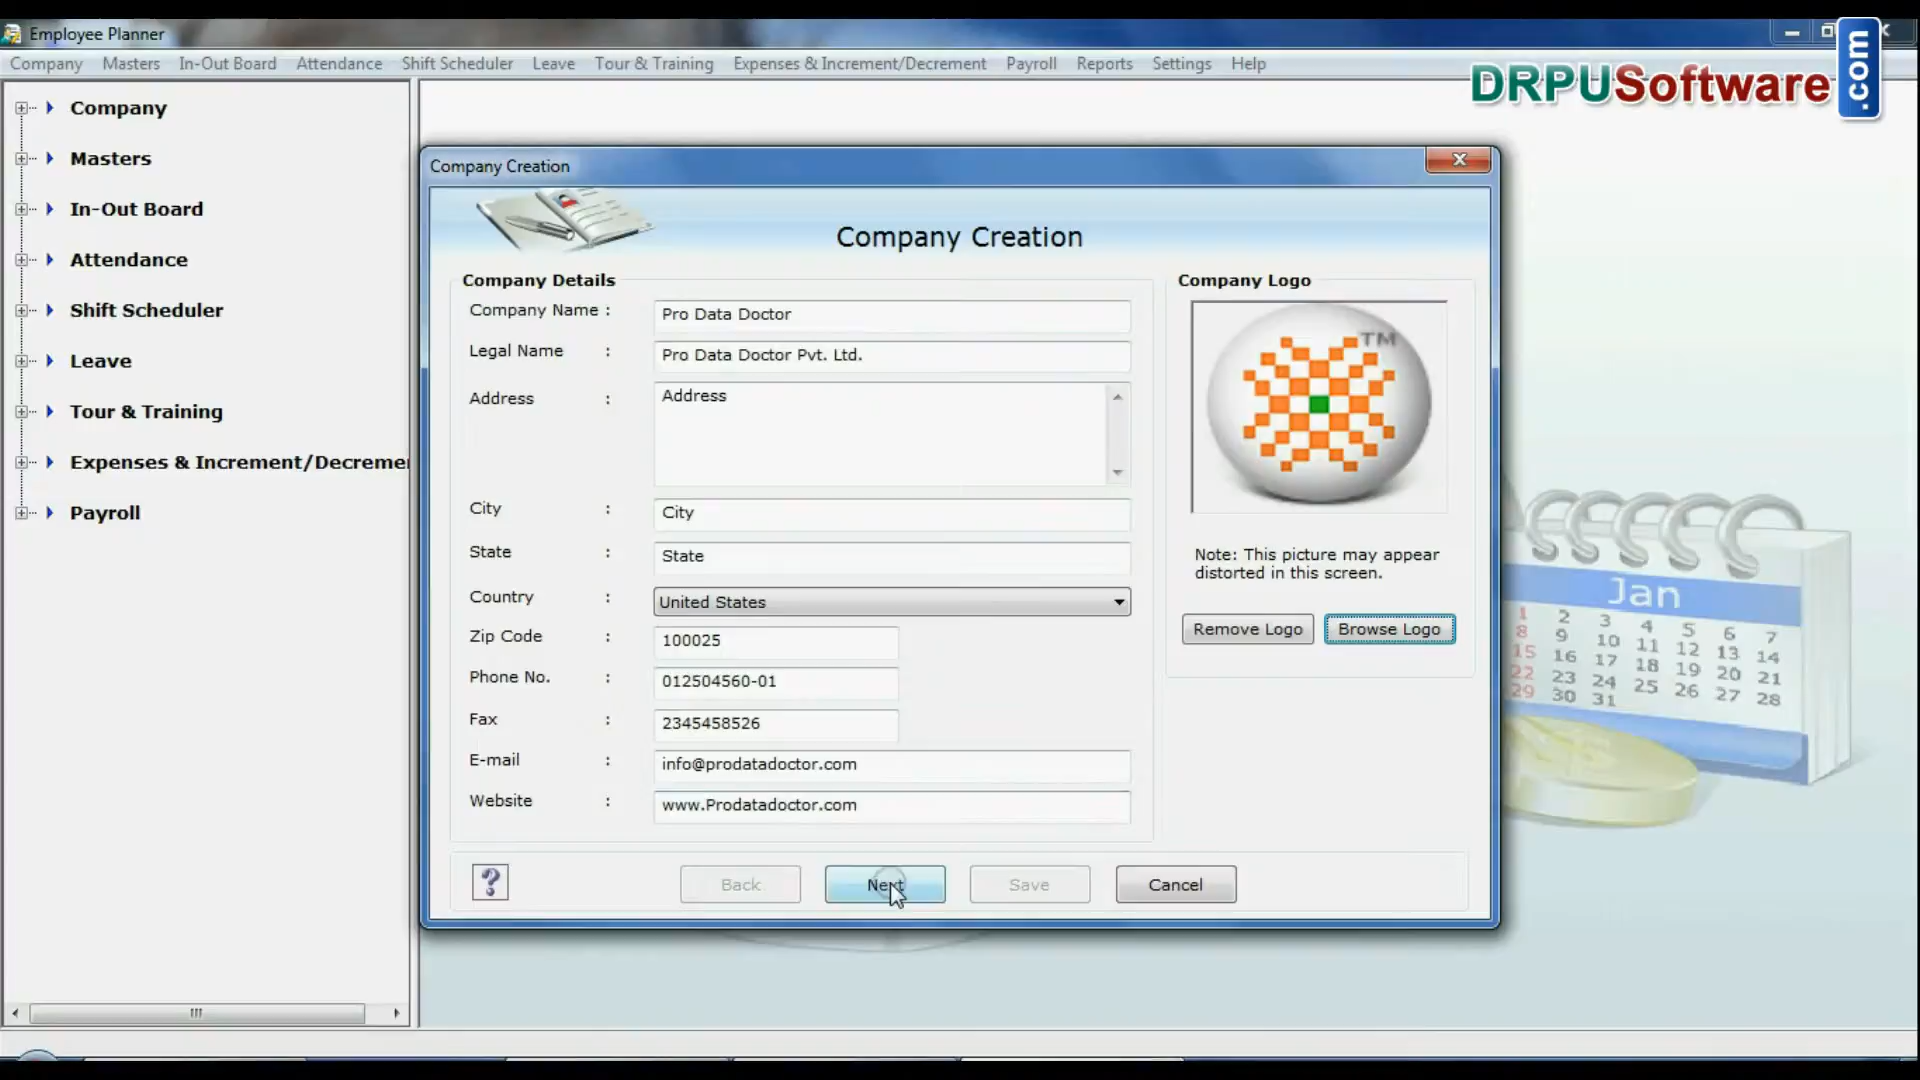 Employee Planner
Company Masters In-Out Board Attendance Shift Scheduler Leave Tour & Training Expenses & Increment/Decrement Payroll Reports Settings Help
DRPUSoftware.com
Company
Masters
In-Out Board
Attendance
Shift Scheduler
Leave
Tour & Training
Expenses & Increment/Decreme
Payroll
Company Creation
Company Creation
Company Details
Company Name : Pro Data Doctor
Legal Name : Pro Data Doctor Pvt. Ltd.
Address : Address
City : City
State : State
Country : United States
Zip Code : 100025
Phone No. : 012504560-01
Fax : 2345458526
E-mail : info@prodatadoctor.com
Website : www.Prodatadoctor.com
Company Logo
TM
Note: This picture may appear
distorted in this screen.
Remove Logo Browse Logo
? Back Next Save Cancel
Jan
1 2 3 4 5 6 7
8 9 10 11 12 13 14
15 16 17 18 19 20 21
22 23 24 25 26 27 28
29 30 31